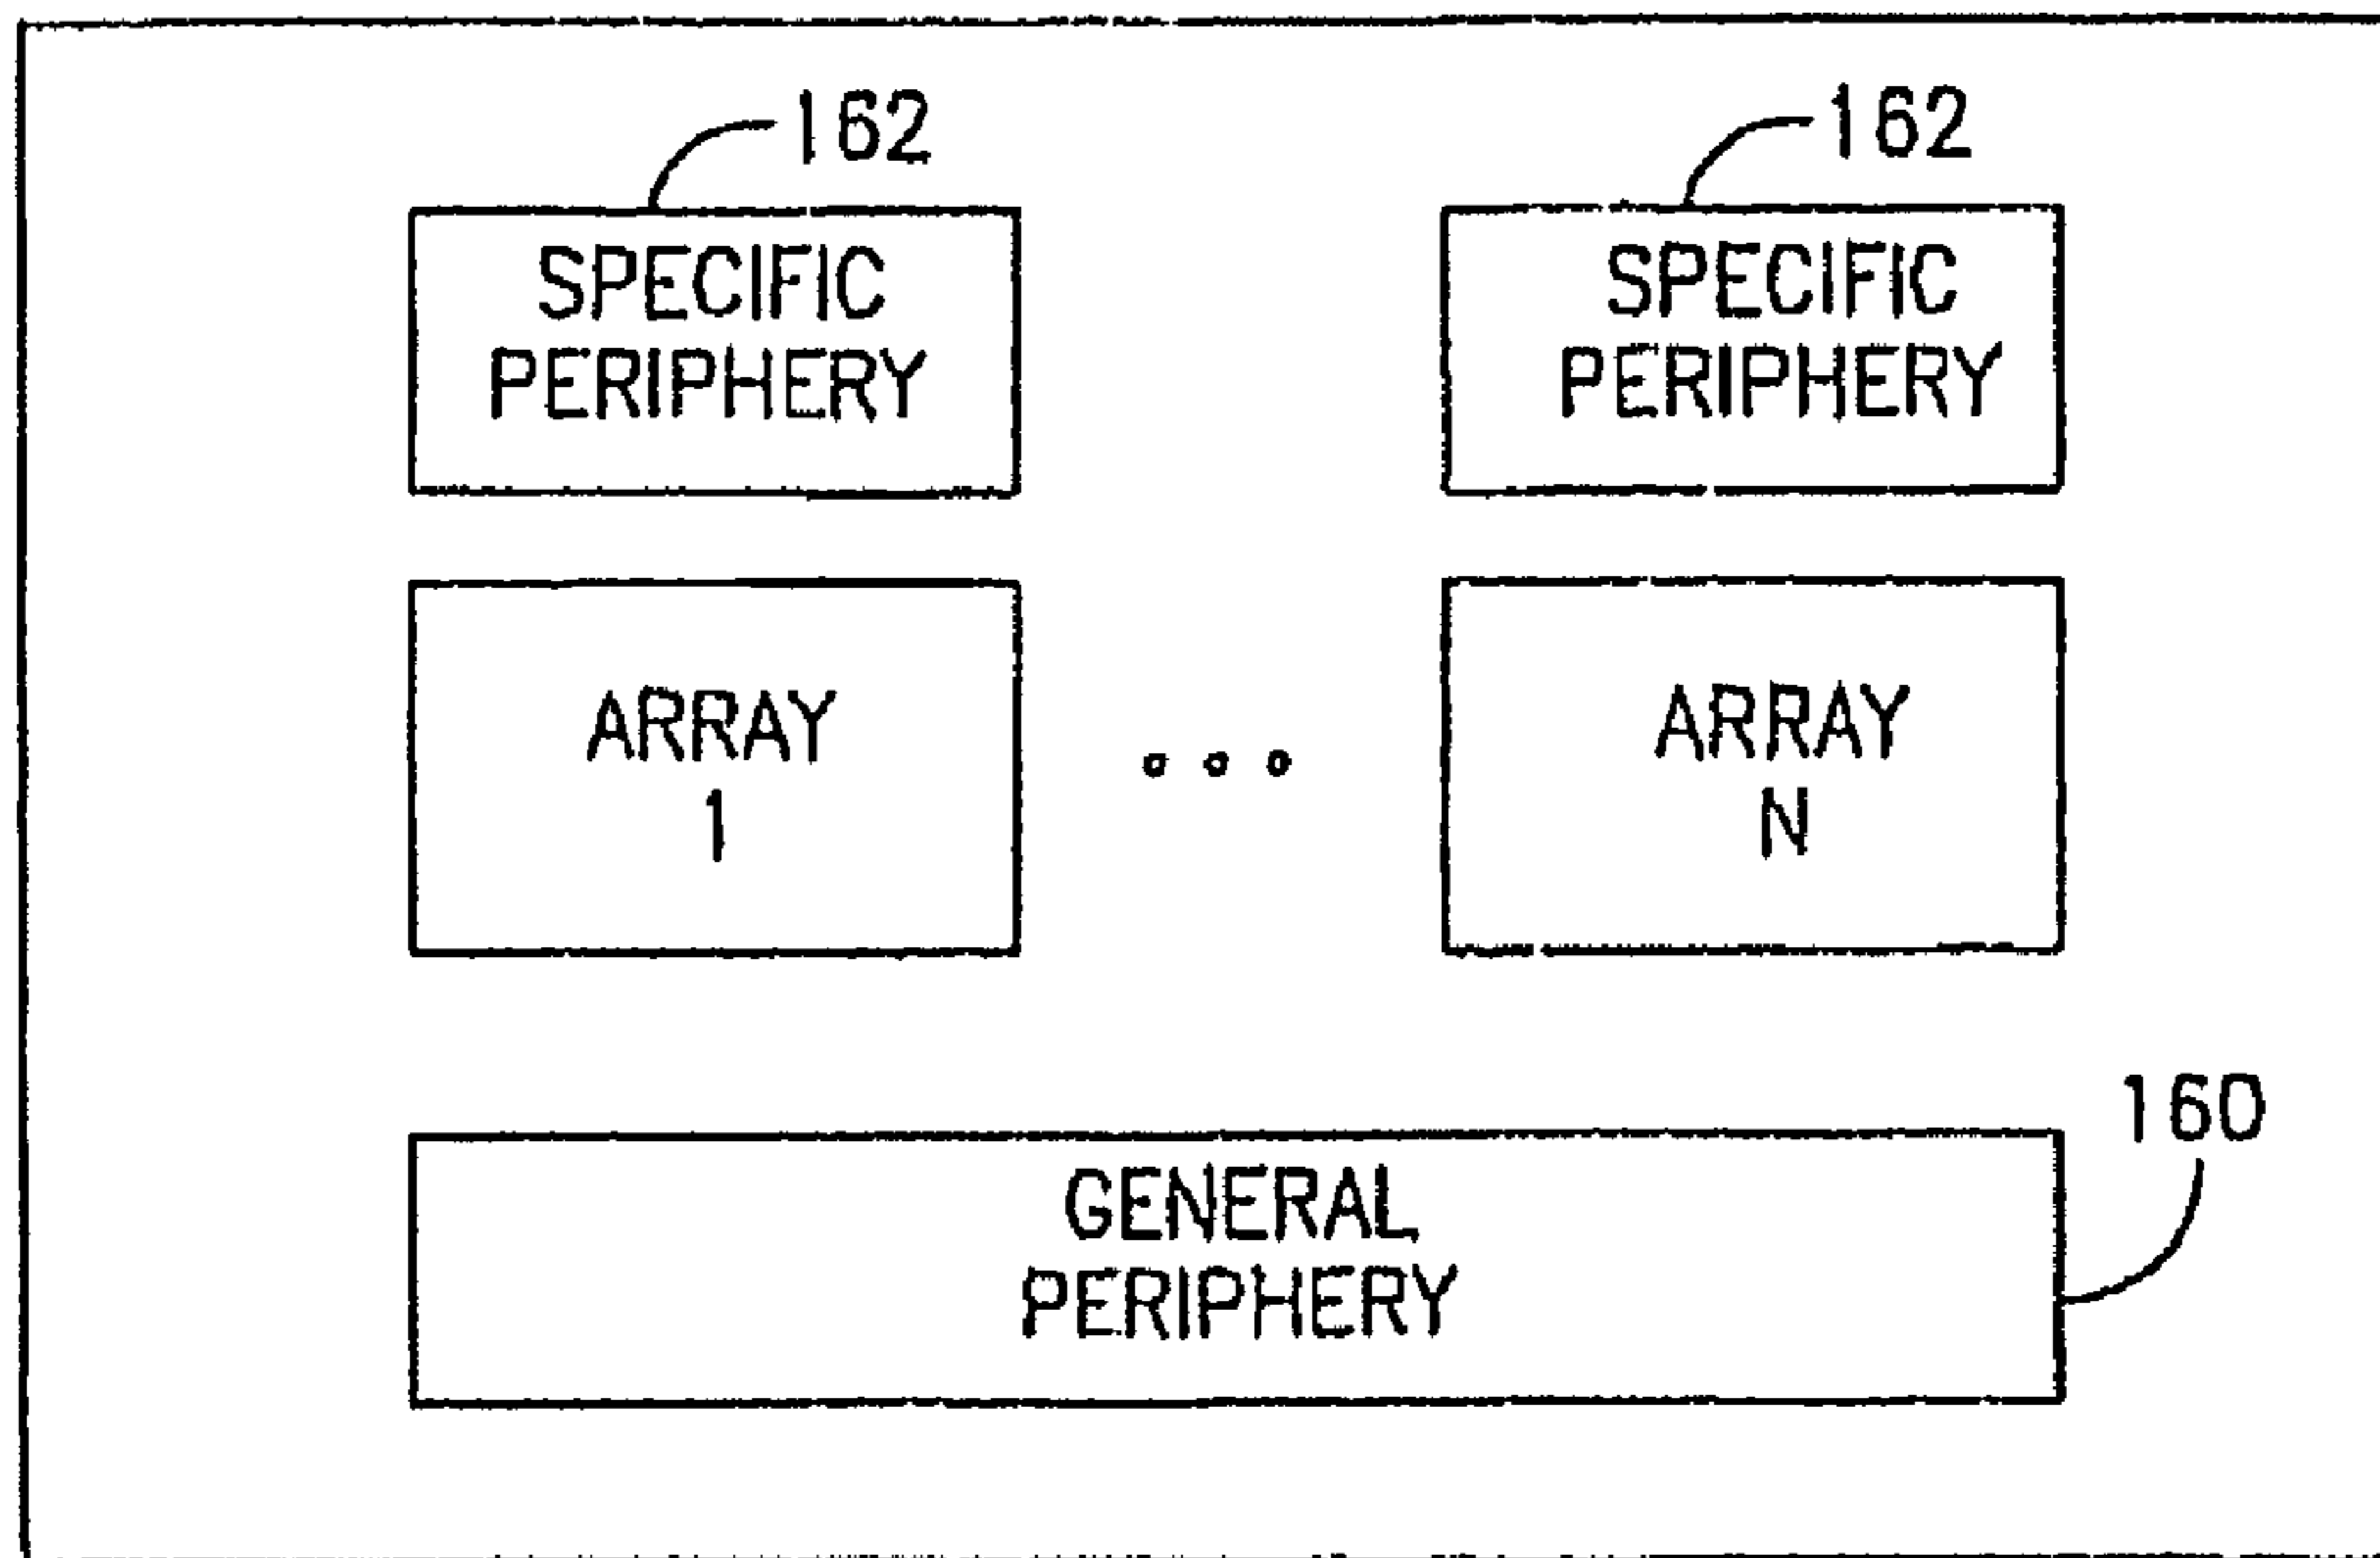 162
162
SPECIFIC
PERIPHERY
SPECIFIC
PERIPHERY
ARRAY
1
ARRAY
N
160
GENERAL
PERIPHERY